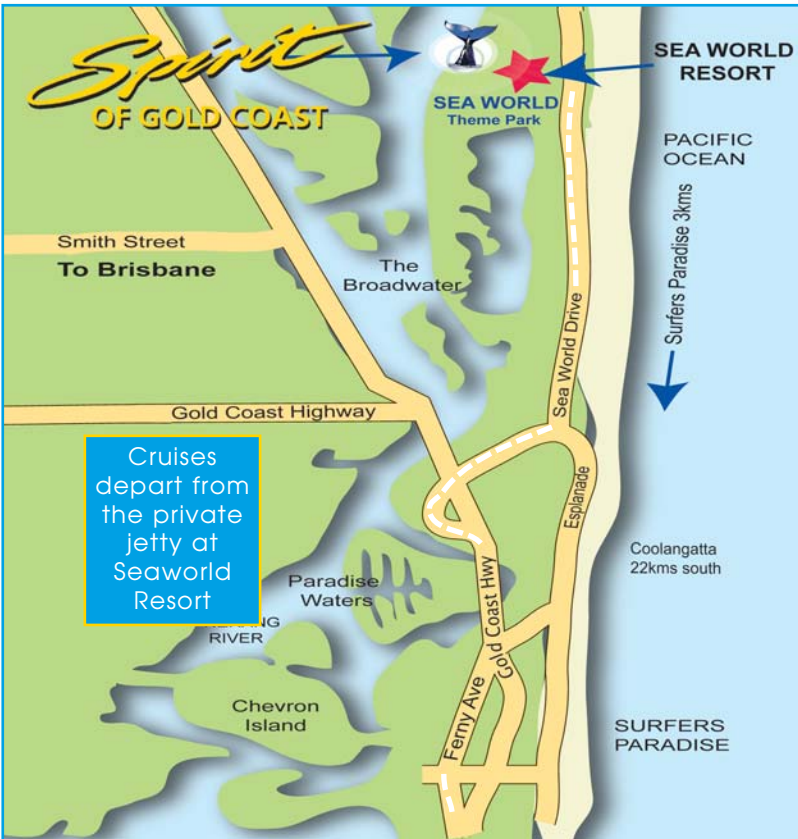 Spirit
OF GOLD COAST
SEA WORLD
RESORT
SEA WORLD
Theme Park
PACIFIC
OCEAN
Surfers Paradise 3kms
Smith Street
To Brisbane
The
Broadwater
Sea World Drive
Gold Coast Highway
Cruises
depart from
the private
jetty at
Seaworld
Resort
Esplanade
Coolangatta
22kms south
Paradise
Waters
RIVER
Gold Coast Hwy
Gold Coast
Chevron
Island
Ferny Ave
SURFERS
PARADISE